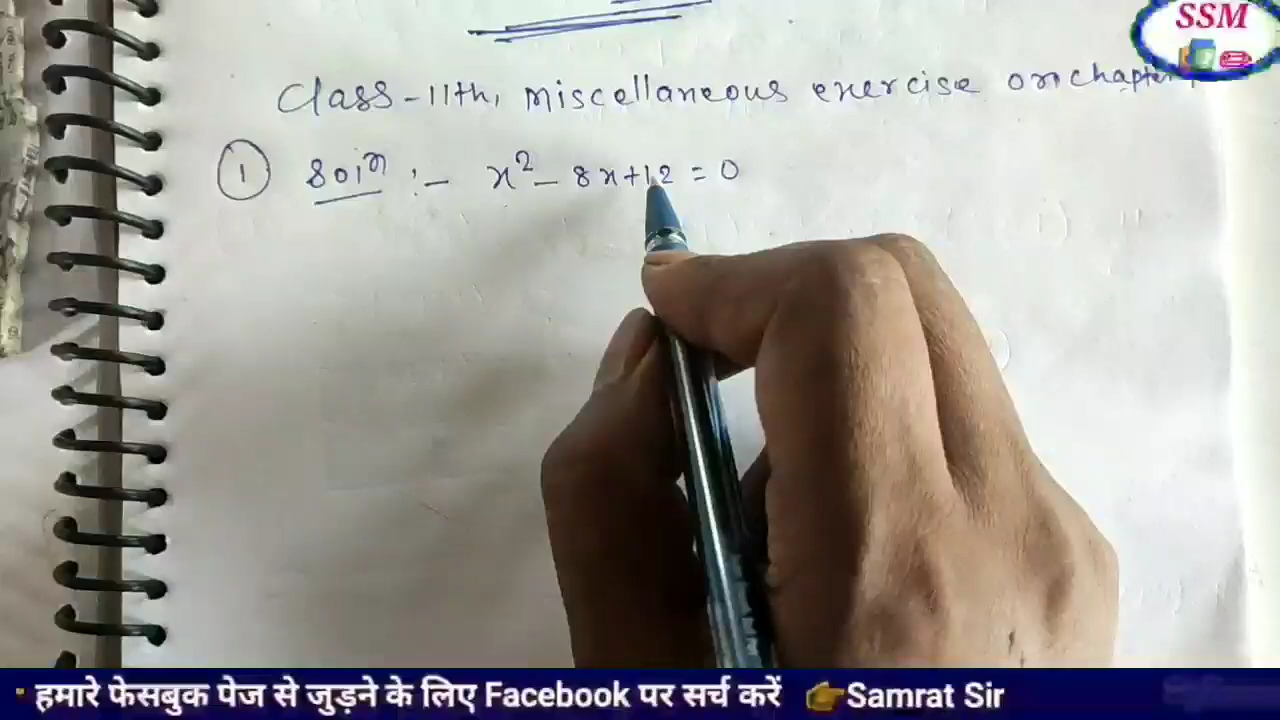 SSM
Class-11th, miscellaneous exercise on chapter
① Solⁿ :- x² - 8x + 12 = 0
हमारे फेसबुक पेज से जुड़ने के लिए Facebook पर सर्च करें 👉Samrat Sir